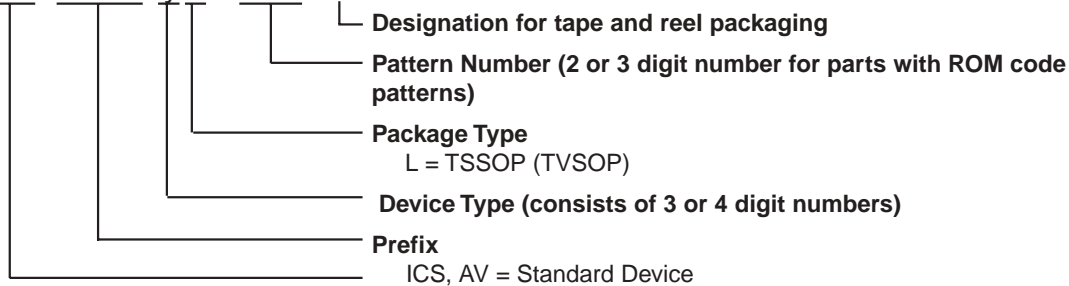 Designation for tape and reel packaging
Pattern Number (2 or 3 digit number for parts with ROM code
patterns)
Package Type
L = TSSOP (TVSOP)
Device Type (consists of 3 or 4 digit numbers)
Prefix
ICS, AV = Standard Device